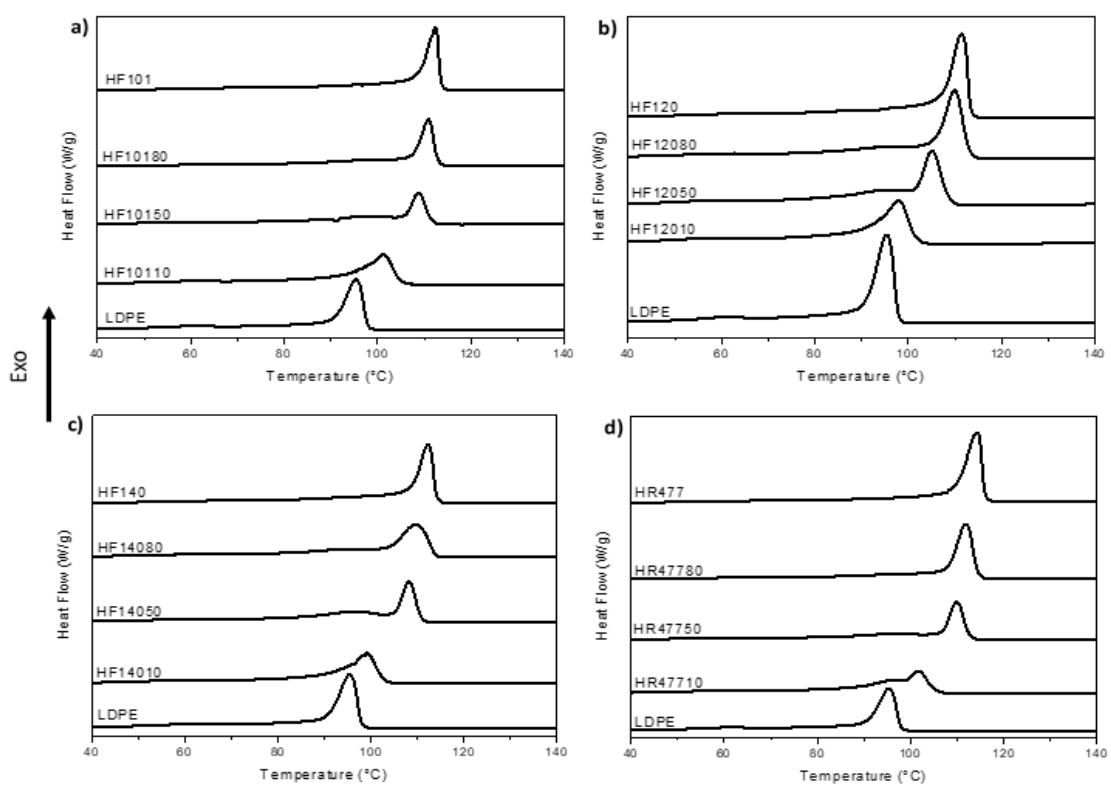 a)
HF101
HF10180
HF10150
HF10110
LDPE
40 60 80 100 120 140
Temperature (°C)
Heat Flow (W/g)
b)
HF120
HF12080
HF12050
HF12010
LDPE
40 60 80 100 120 140
Temperature (°C)
Heat Flow (W/g)
Exo
c)
HF140
HF14080
HF14050
HF14010
LDPE
40 60 80 100 120 140
Temperature (°C)
Heat Flow (W/g)
d)
HR477
HR47780
HR47750
HR47710
LDPE
40 60 80 100 120 140
Temperature (°C)
Heat Flow (W/g)